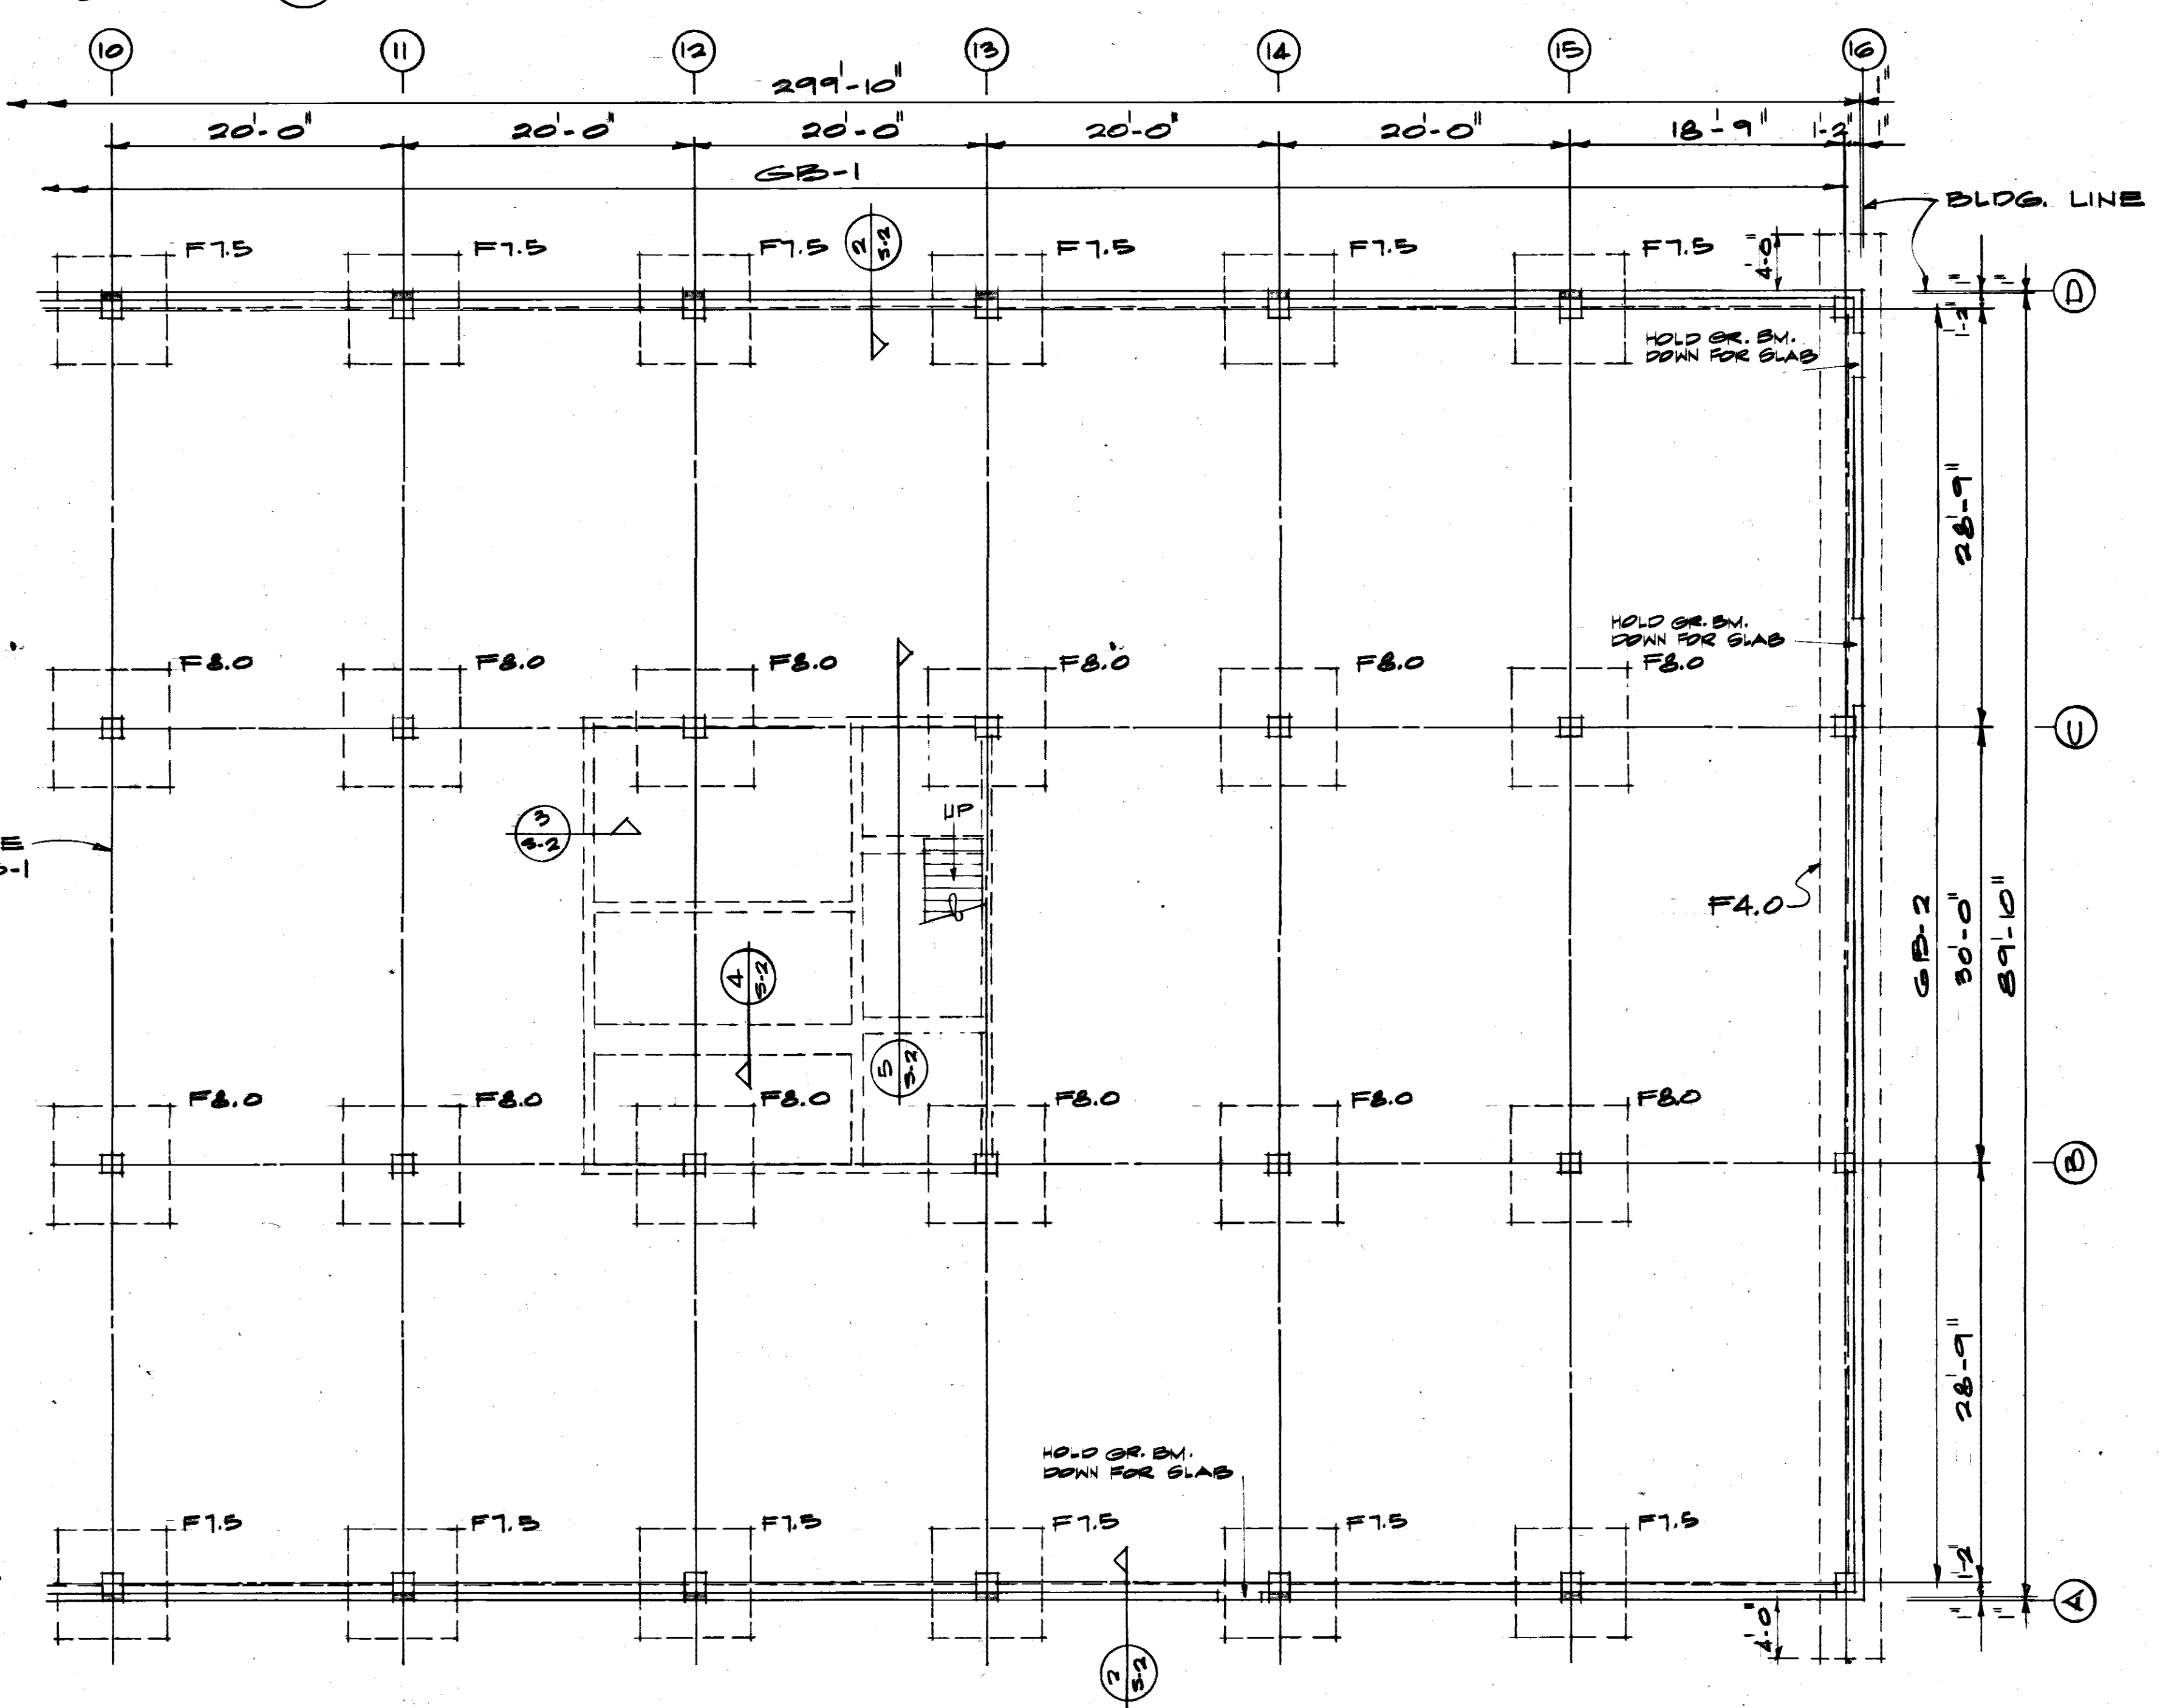 10 11 12 13 14 15 16
299'-10" 1"
20'-0" 20'-0" 20'-0" 20'-0" 20'-0" 18'-9" 1'-2" 1"
GB-1
BLDG. LINE
F7.5 F7.5 F7.5 F7.5 F7.5 F7.5
2
S-2
4'-0"
1" 1"
D
1'-2"
HOLD GR. BM.
DOWN FOR SLAB
28'-9"
HOLD GR. BM.
DOWN FOR SLAB
F8.0 F8.0 F8.0 F8.0 F8.0 F8.0
C
UP
3
S-2
E
S-1
F4.0
GB-2
30'-0"
89'-10"
4
S-2
5
S-2
F8.0 F8.0 F8.0 F8.0 F8.0 F8.0
B
28'-9"
HOLD GR. BM.
DOWN FOR SLAB
F7.5 F7.5 F7.5 F7.5 F7.5 F7.5
1'-2"
A
1" 1"
4'-0"
2
S-2